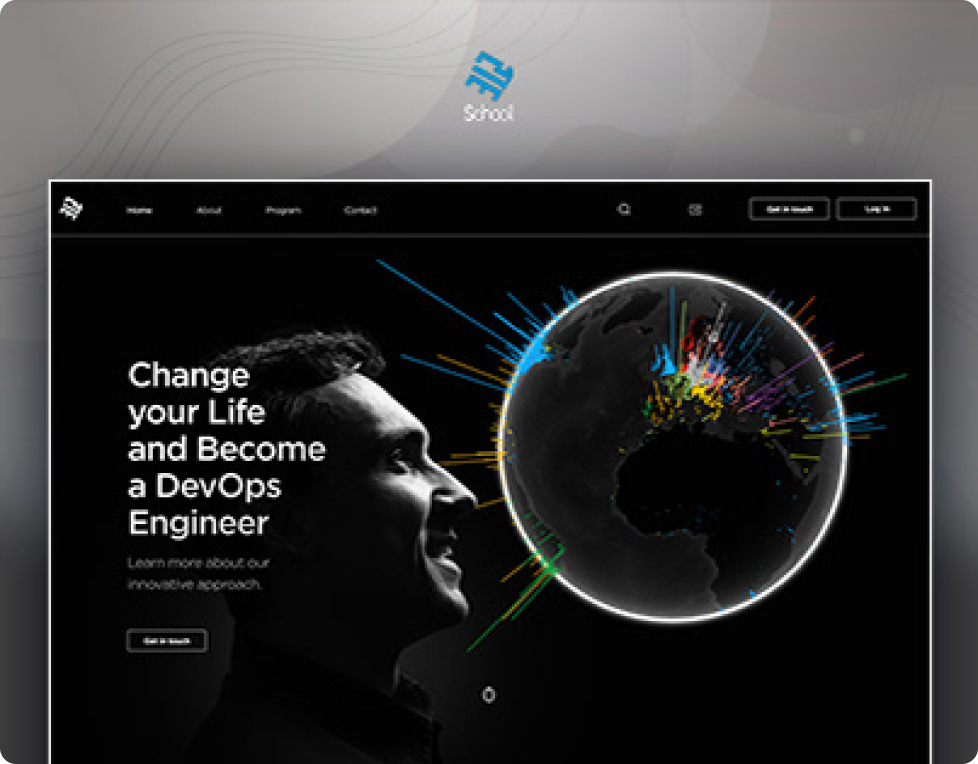 School
Home About Program Contact Get in touch Log in
Change
your Life
and Become
a DevOps
Engineer
Learn more about our
innovative approach.
Get in touch